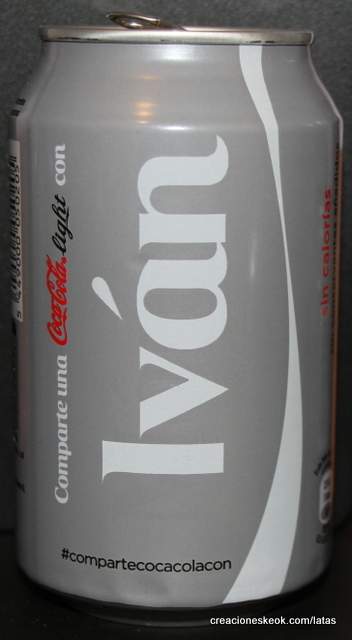 Comparte una Coca-Cola light con
Iván
sin calorías
#compartecocacolacon
creacioneskeok.com/latas